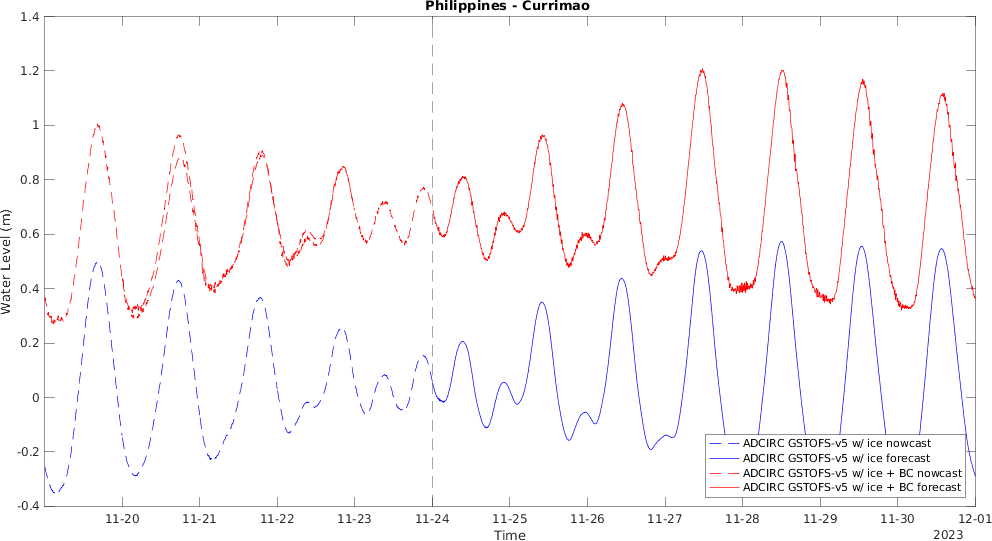 Philippines - Currimao
1.4
1.2
1
0.8
0.6
0.4
0.2
0
-0.2
-0.4
Water Level (m)
ADCIRC GSTOFS-v5 w/ ice nowcast
ADCIRC GSTOFS-v5 w/ ice forecast
ADCIRC GSTOFS-v5 w/ ice + BC nowcast
ADCIRC GSTOFS-v5 w/ ice + BC forecast
11-20 11-21 11-22 11-23 11-24 11-25 11-26 11-27 11-28 11-29 11-30 12-01
Time
2023